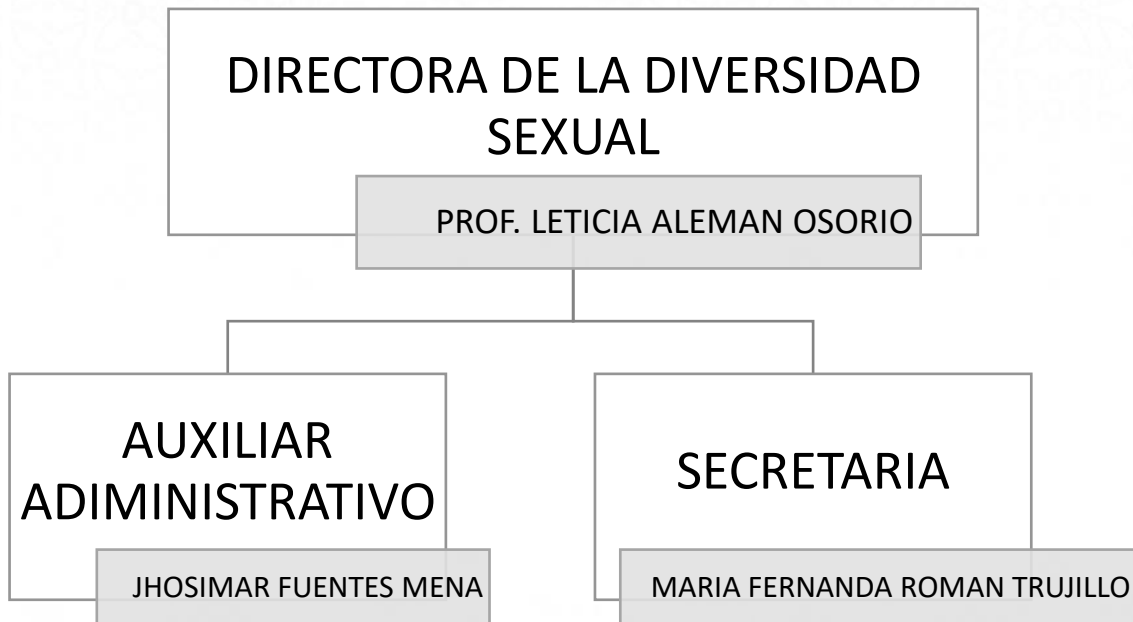 DIRECTORA DE LA DIVERSIDAD
SEXUAL
PROF. LETICIA ALEMAN OSORIO
AUXILIAR
ADIMINISTRATIVO
JHOSIMAR FUENTES MENA
SECRETARIA
MARIA FERNANDA ROMAN TRUJILLO